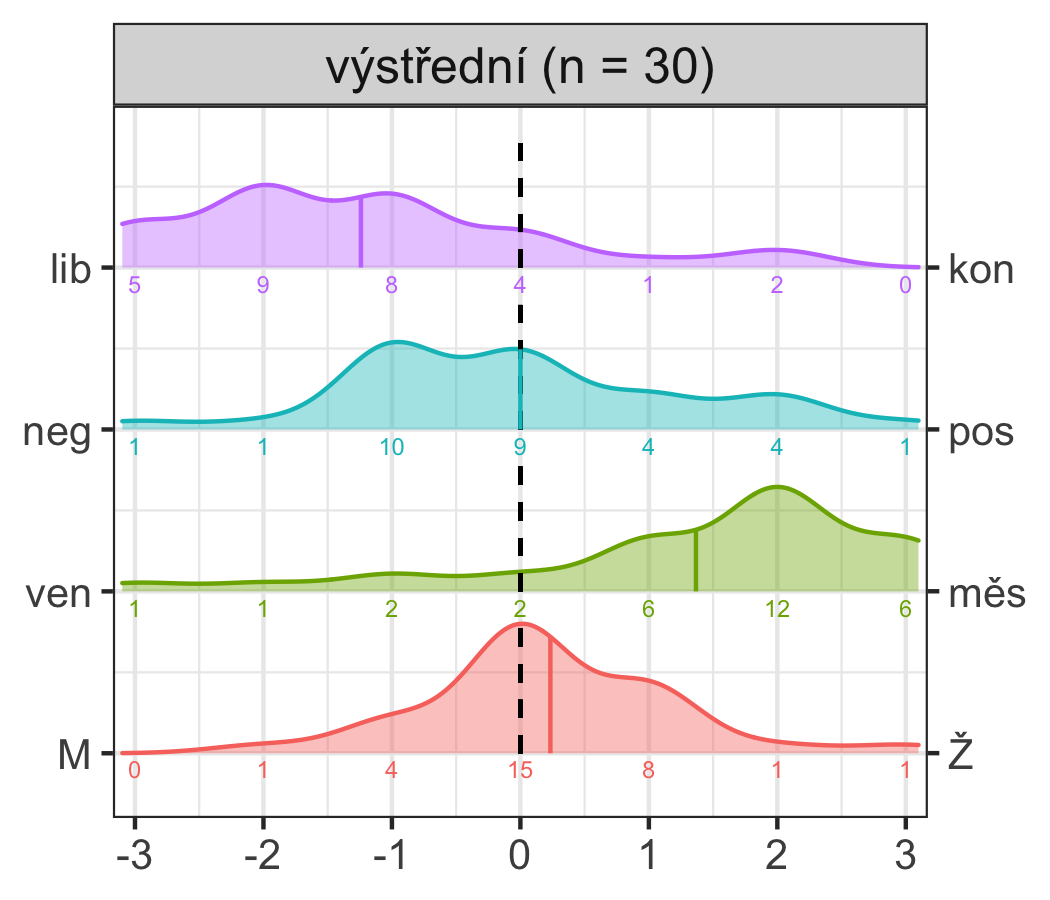 výstřední (n = 30)
lib kon
5 9 8 4 1 2 0
neg pos
1 1 10 9 4 4 1
ven měs
1 1 2 2 6 12 6
M Ž
0 1 4 15 8 1 1
-3 -2 -1 0 1 2 3